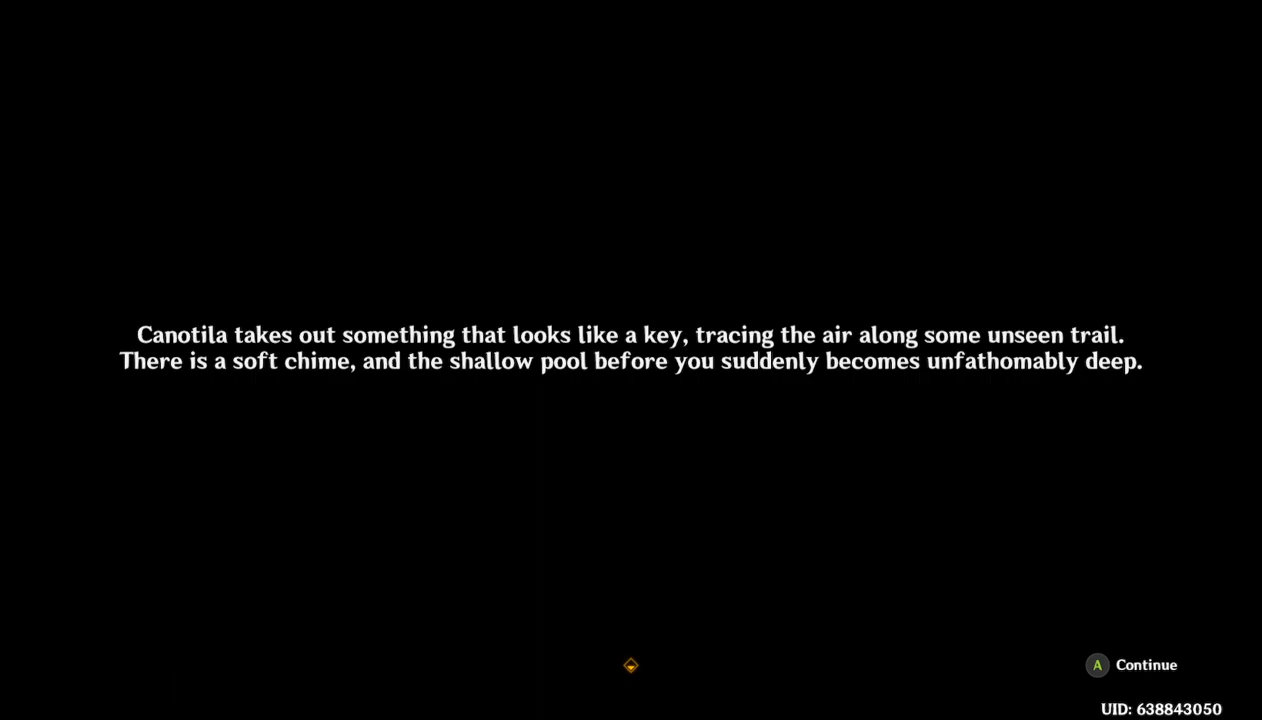 Canotila takes out something that looks like a key, tracing the air along some unseen trail.
There is a soft chime, and the shallow pool before you suddenly becomes unfathomably deep.
A Continue
UID: 638843050